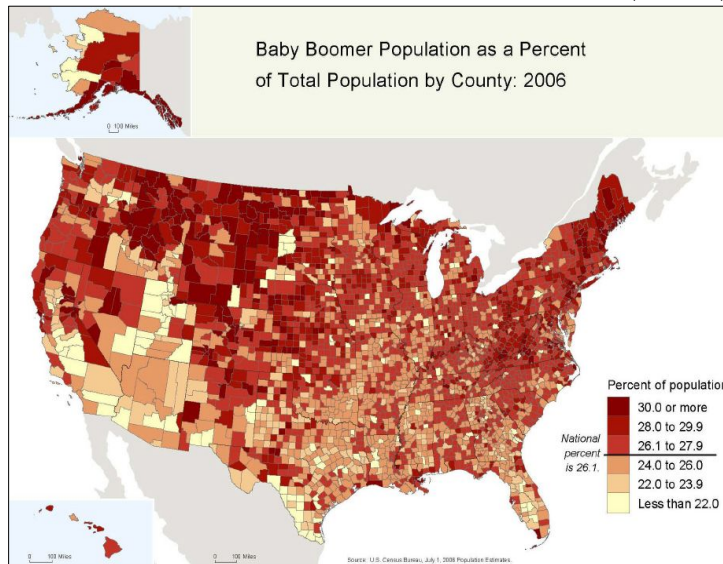 Baby Boomer Population as a Percent
of Total Population by County: 2006
0 100 Miles
Percent of population
30.0 or more
28.0 to 29.9
26.1 to 27.9
National
percent
is 26.1.
24.0 to 26.0
22.0 to 23.9
Less than 22.0
0 100 Miles
0 100 Miles
Source: U.S. Census Bureau, July 1, 2006 Population Estimates.